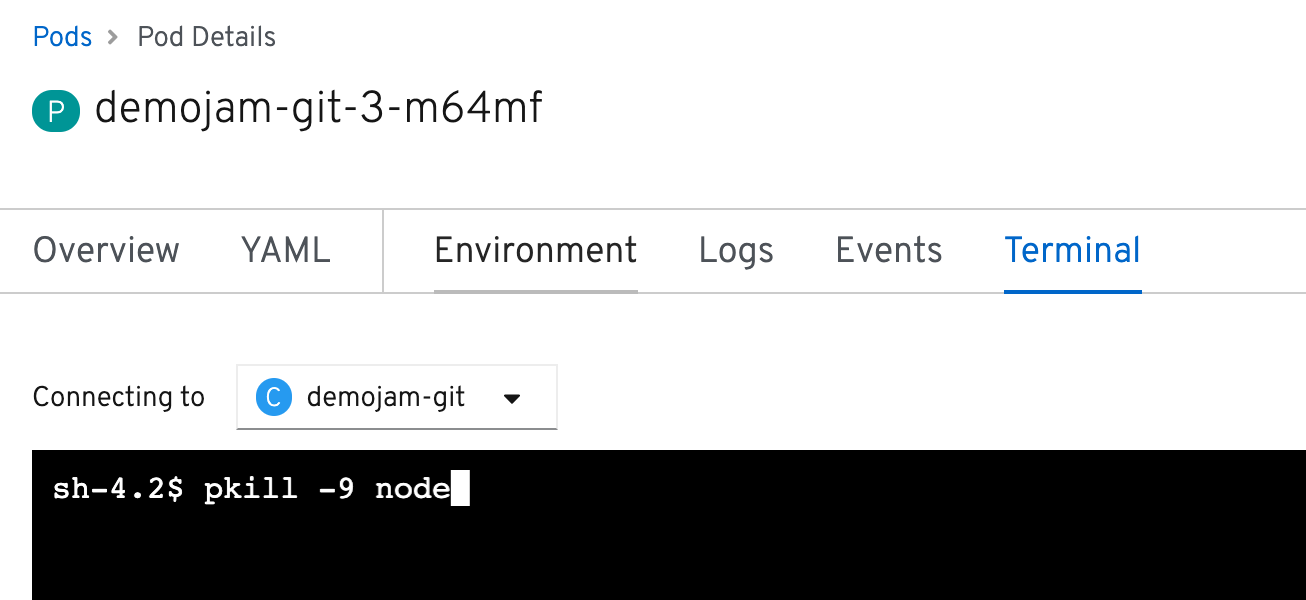 Pods > Pod Details
P demojam-git-3-m64mf
Overview YAML Environment Logs Events Terminal
Connecting to C demojam-git
sh-4.2$ pkill -9 node